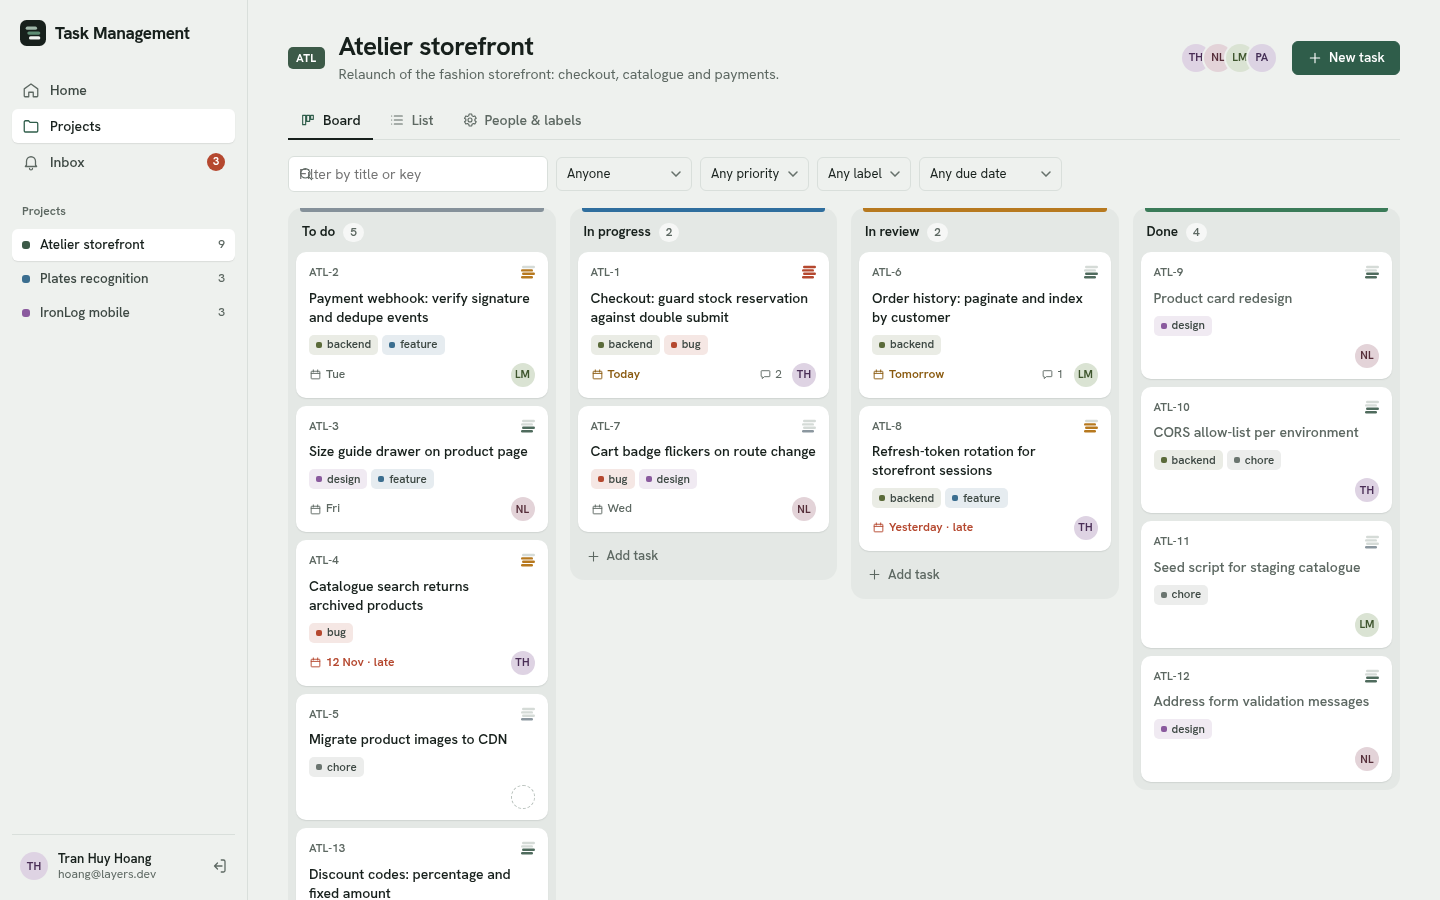 Task Management
Home
Projects
Inbox
3
Projects
Atelier storefront
9
Plates recognition
3
IronLog mobile
3
TH
Tran Huy Hoang
hoang@layers.dev
ATL
Atelier storefront
Relaunch of the fashion storefront: checkout, catalogue and payments.
TH
NL
LM
PA
New task
Board
List
People & labels
Filter by title or key
Anyone
Any priority
Any label
Any due date
To do
5
ATL-2
Payment webhook: verify signature
and dedupe events
backend
feature
Tue
LM
ATL-3
Size guide drawer on product page
design
feature
Fri
NL
ATL-4
Catalogue search returns
archived products
bug
12 Nov · late
TH
ATL-5
Migrate product images to CDN
chore
ATL-13
Discount codes: percentage and
fixed amount
In progress
2
ATL-1
Checkout: guard stock reservation
against double submit
backend
bug
Today
2
TH
ATL-7
Cart badge flickers on route change
bug
design
Wed
NL
Add task
In review
2
ATL-6
Order history: paginate and index
by customer
backend
Tomorrow
1
LM
ATL-8
Refresh-token rotation for
storefront sessions
backend
feature
Yesterday · late
TH
Add task
Done
4
ATL-9
Product card redesign
design
NL
ATL-10
CORS allow-list per environment
backend
chore
TH
ATL-11
Seed script for staging catalogue
chore
LM
ATL-12
Address form validation messages
design
NL